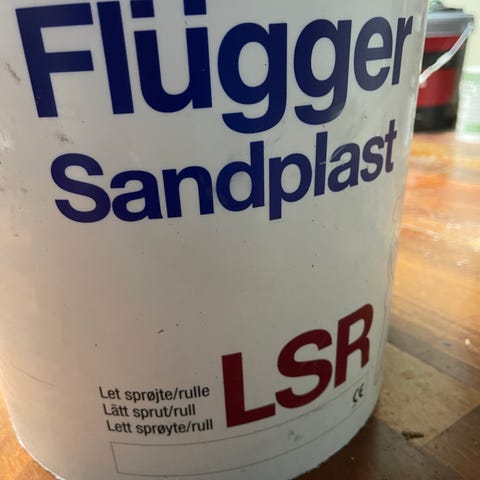 Flügger
Sandplast
LSR
Let sprøjte/rulle
Lätt sprut/rull
Lett sprøyte/rull
CE